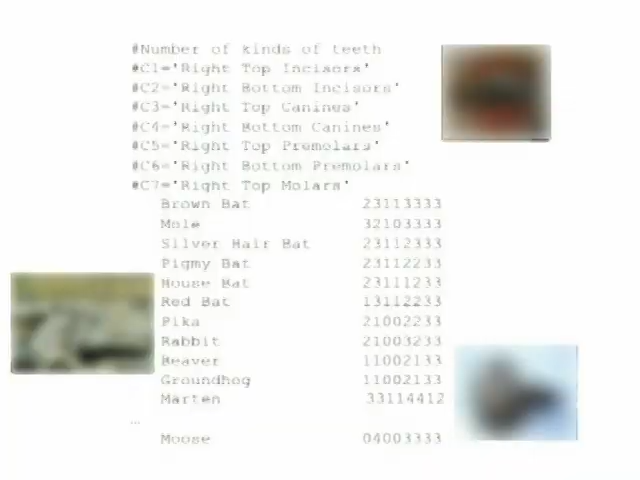 #Number of kinds of teeth
#C1='Right Top Incisors'
#C2='Right Bottom Incisors'
#C3='Right Top Canines'
#C4='Right Bottom Canines'
#C5='Right Top Premolars'
#C6='Right Bottom Premolars'
#C7='Right Top Molars'
Brown Bat 23113333
Mole 32103333
Silver Hair Bat 23112333
Pigmy Bat 23112233
House Bat 23111233
Red Bat 13112233
Pika 21002233
Rabbit 21003233
Beaver 11002133
Groundhog 11002133
Marten 33114412
...
Moose 04003333